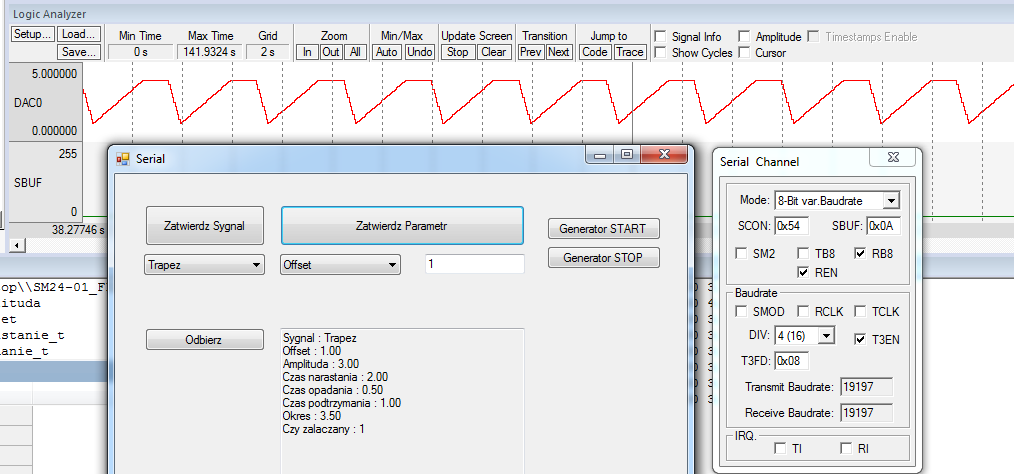 Logic Analyzer
Setup... Load... Min Time Max Time Grid Zoom Min/Max Update Screen Transition Jump to Signal Info Amplitude Timestamps Enable
Save... 0 s 141.9324 s 2 s In Out All Auto Undo Stop Clear Prev Next Code Trace Show Cycles Cursor
5.000000
DAC0
0.000000
255
SBUF
0
38.27746 s
Serial
Zatwierdz Sygnal Zatwierdz Parametr Generator START
Trapez Offset 1 Generator STOP
Odbierz
Sygnal : Trapez
Offset : 1.00
Amplituda : 3.00
Czas narastania : 2.00
Czas opadania : 0.50
Czas podtrzymania : 1.00
Okres : 3.50
Czy zalaczany : 1
Serial Channel
Mode: 8-Bit var.Baudrate
SCON: 0x54 SBUF: 0x0A
SM2 TB8 RB8
REN
Baudrate
SMOD RCLK TCLK
DIV: 4 (16) T3EN
T3FD: 0x08
Transmit Baudrate: 19197
Receive Baudrate: 19197
IRQ.
TI RI
op\\SM24-01_F
ituda
et
stanie_t
anie_t